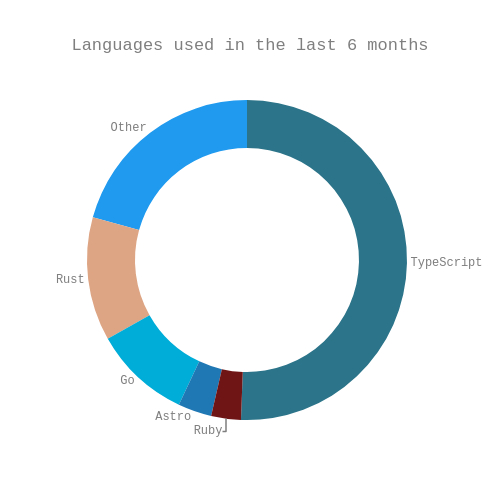 Languages used in the last 6 months
Other
TypeScript
Rust
Go
Astro
Ruby